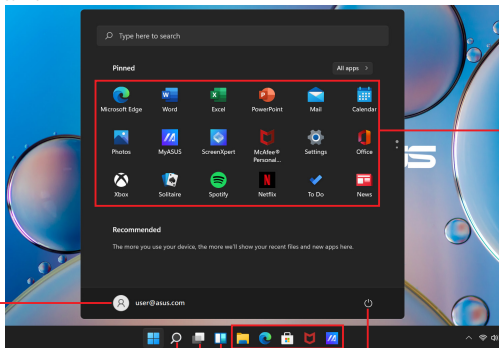 Type here to search
Pinned
All apps >
Microsoft Edge
Word
Excel
PowerPoint
Mail
Calendar
Photos
MyASUS
ScreenXpert
McAfee®
Personal...
Settings
Office
Xbox
Solitaire
Spotify
Netflix
To Do
News
Recommended
The more you use your device, the more we'll show your recent files and new apps here.
user@asus.com